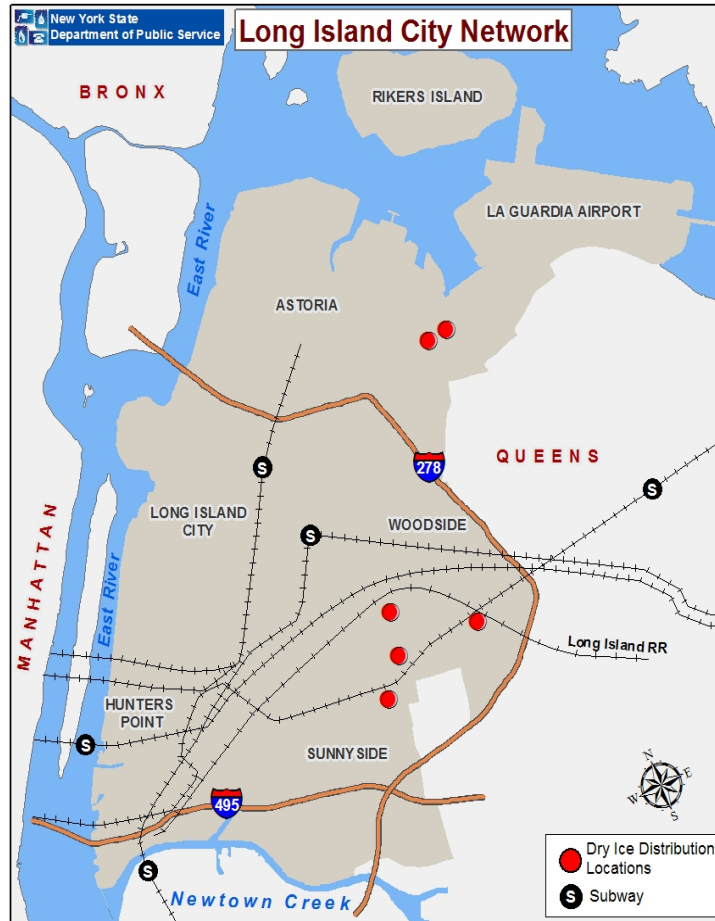 New York State
Department of Public Service
Long Island City Network
BRONX
RIKERS ISLAND
LA GUARDIA AIRPORT
East River
ASTORIA
278
QUEENS
S
S
LONG ISLAND
CITY
WOODSIDE
S
MANHATTAN
East River
Long Island RR
HUNTERS
POINT
S
SUNNYSIDE
N
E
W
S
495
S
Newtown Creek
Dry Ice Distribution
Locations
S Subway